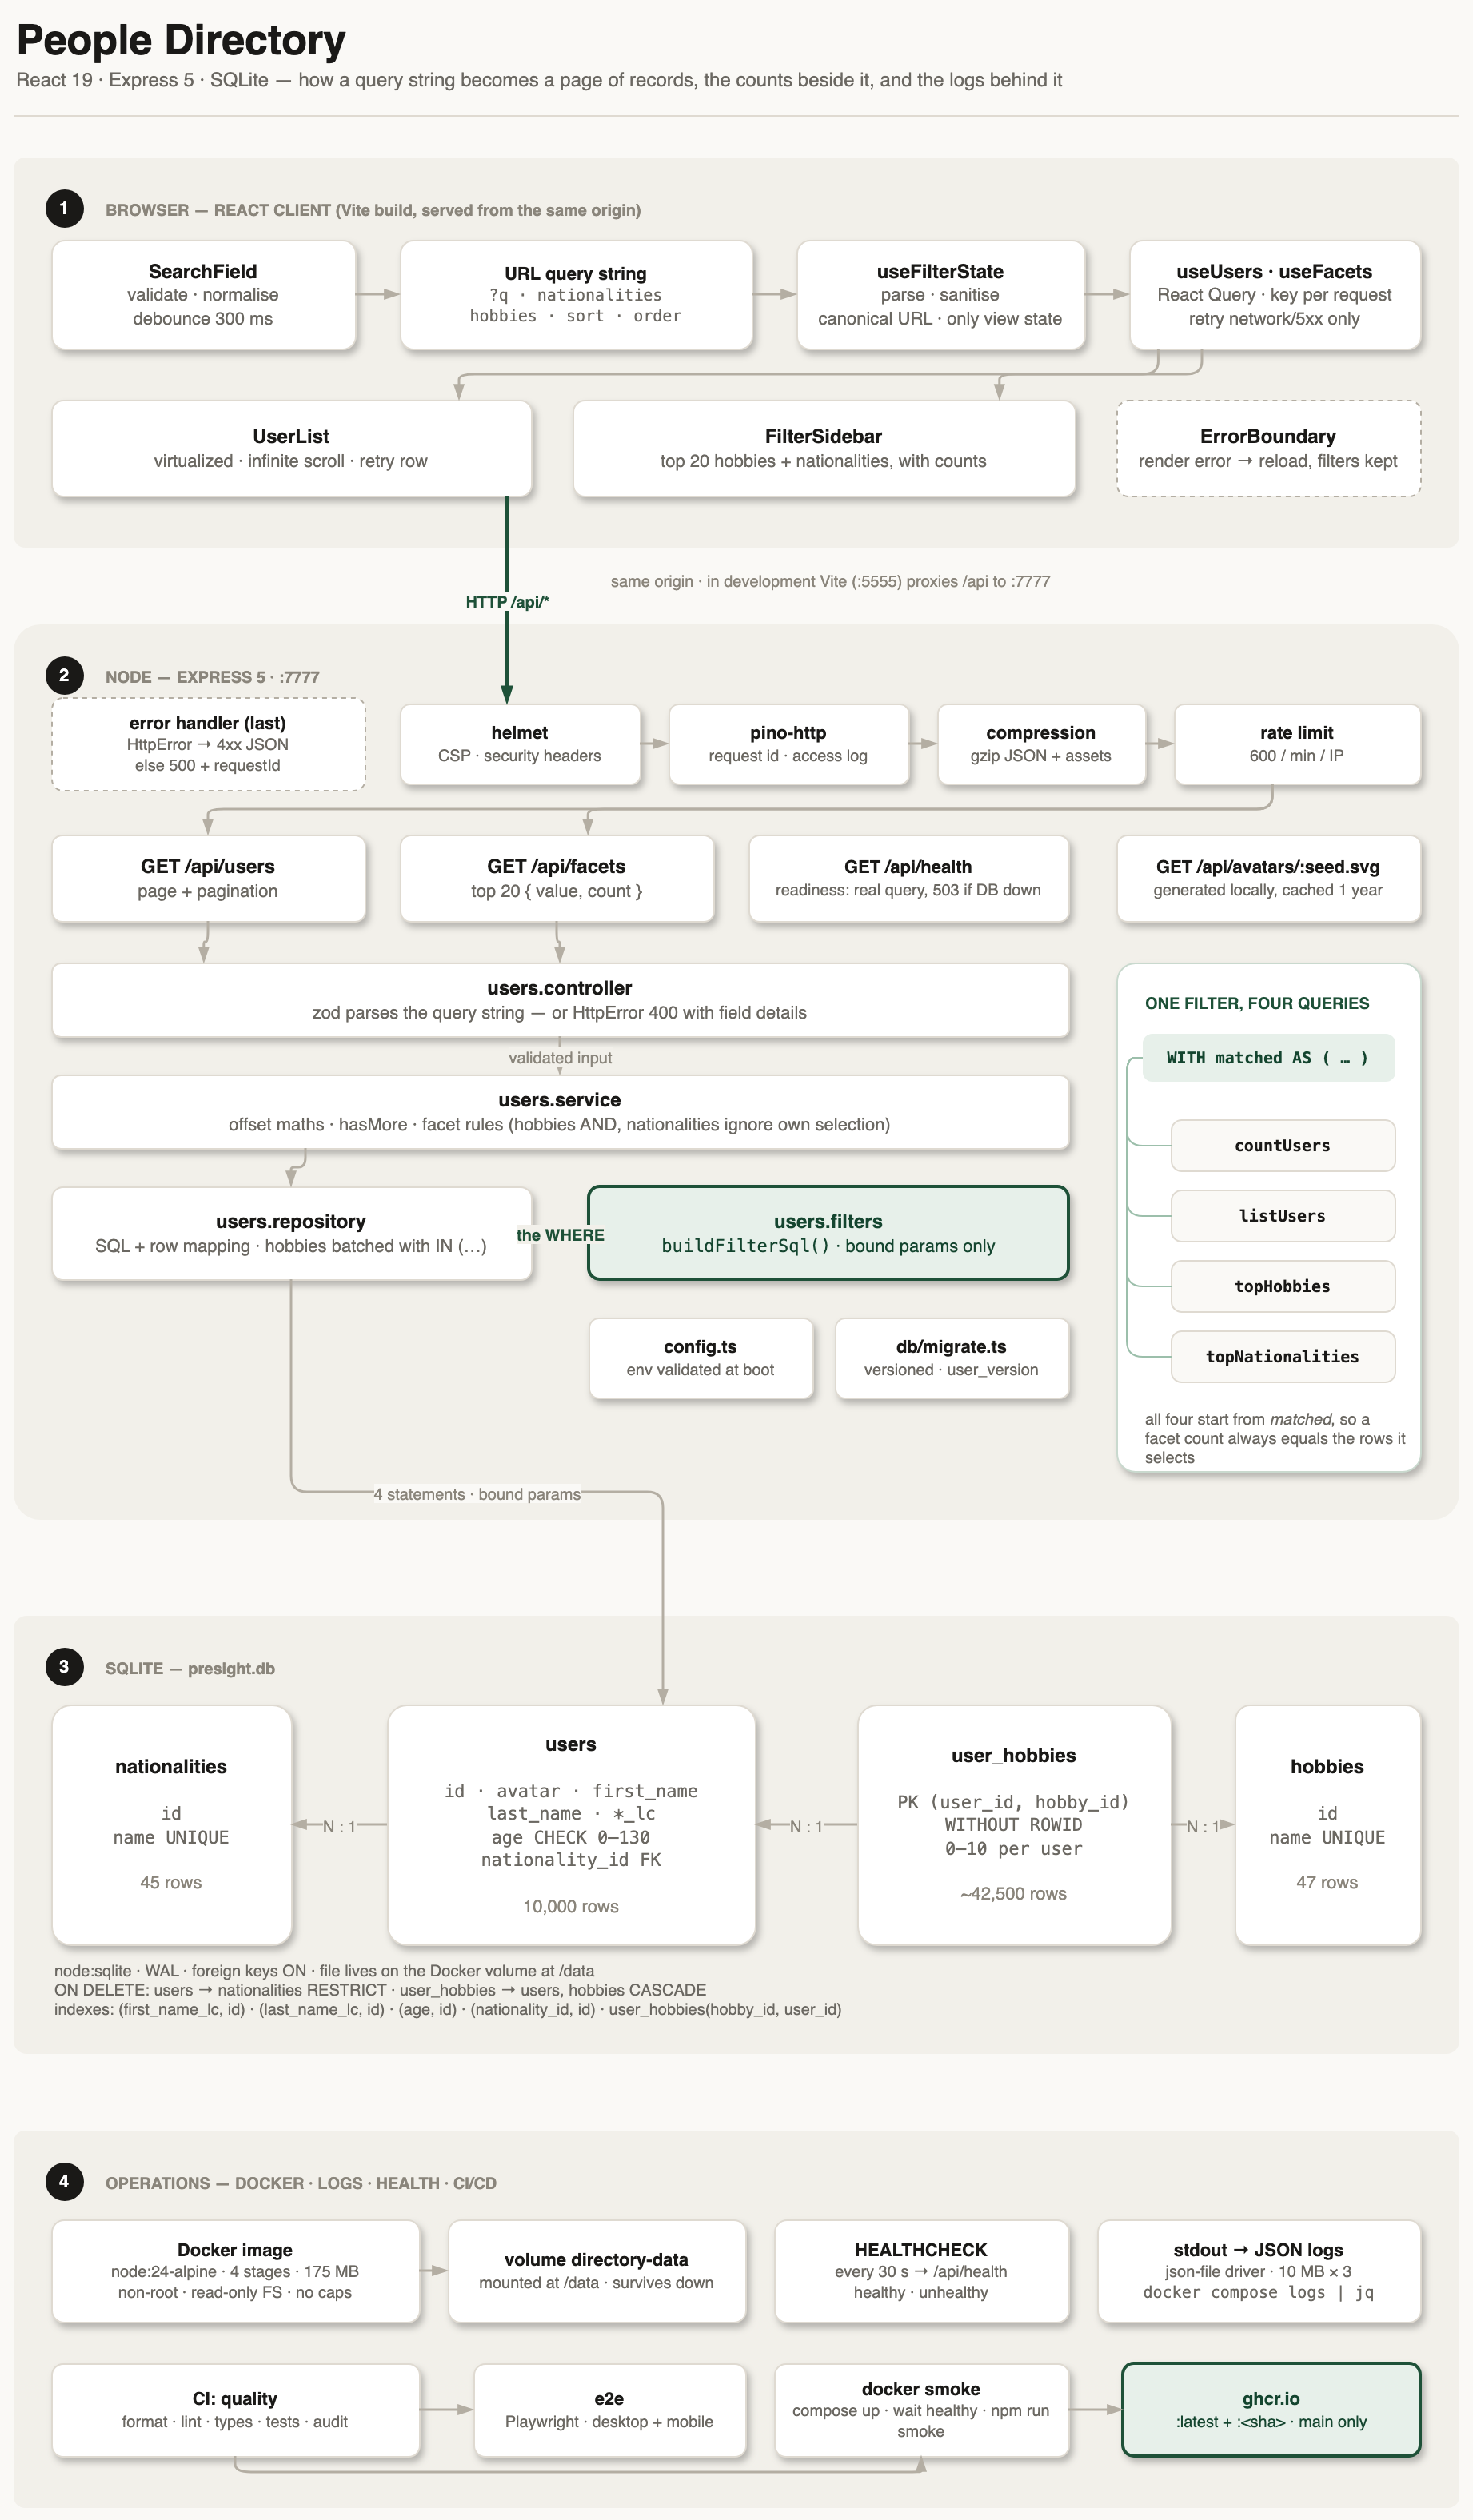 People Directory
React 19 · Express 5 · SQLite — how a query string becomes a page of records, the counts beside it, and the logs behind it
1
BROWSER — REACT CLIENT (Vite build, served from the same origin)
SearchField
validate · normalise
debounce 300 ms
URL query string
?q · nationalities
hobbies · sort · order
useFilterState
parse · sanitise
canonical URL · only view state
useUsers · useFacets
React Query · key per request
retry network/5xx only
UserList
virtualized · infinite scroll · retry row
FilterSidebar
top 20 hobbies + nationalities, with counts
ErrorBoundary
render error → reload, filters kept
same origin · in development Vite (:5555) proxies /api to :7777
HTTP /api/*
2
NODE — EXPRESS 5 · :7777
error handler (last)
HttpError → 4xx JSON
else 500 + requestId
helmet
CSP · security headers
pino-http
request id · access log
compression
gzip JSON + assets
rate limit
600 / min / IP
GET /api/users
page + pagination
GET /api/facets
top 20 { value, count }
GET /api/health
readiness: real query, 503 if DB down
GET /api/avatars/:seed.svg
generated locally, cached 1 year
users.controller
zod parses the query string — or HttpError 400 with field details
validated input
users.service
offset maths · hasMore · facet rules (hobbies AND, nationalities ignore own selection)
users.repository
SQL + row mapping · hobbies batched with IN (…)
the WHERE
users.filters
buildFilterSql() · bound params only
config.ts
env validated at boot
db/migrate.ts
versioned · user_version
ONE FILTER, FOUR QUERIES
WITH matched AS ( … )
countUsers
listUsers
topHobbies
topNationalities
all four start from matched, so a
facet count always equals the rows it
selects
4 statements · bound params
3
SQLITE — presight.db
nationalities
id
name UNIQUE
45 rows
N : 1
users
id · avatar · first_name
last_name · *_lc
age CHECK 0–130
nationality_id FK
10,000 rows
N : 1
user_hobbies
PK (user_id, hobby_id)
WITHOUT ROWID
0–10 per user
~42,500 rows
N : 1
hobbies
id
name UNIQUE
47 rows
node:sqlite · WAL · foreign keys ON · file lives on the Docker volume at /data
ON DELETE: users → nationalities RESTRICT · user_hobbies → users, hobbies CASCADE
indexes: (first_name_lc, id) · (last_name_lc, id) · (age, id) · (nationality_id, id) · user_hobbies(hobby_id, user_id)
4
OPERATIONS — DOCKER · LOGS · HEALTH · CI/CD
Docker image
node:24-alpine · 4 stages · 175 MB
non-root · read-only FS · no caps
volume directory-data
mounted at /data · survives down
HEALTHCHECK
every 30 s → /api/health
healthy · unhealthy
stdout → JSON logs
json-file driver · 10 MB × 3
docker compose logs | jq
CI: quality
format · lint · types · tests · audit
e2e
Playwright · desktop + mobile
docker smoke
compose up · wait healthy · npm run
smoke
ghcr.io
:latest + :<sha> · main only